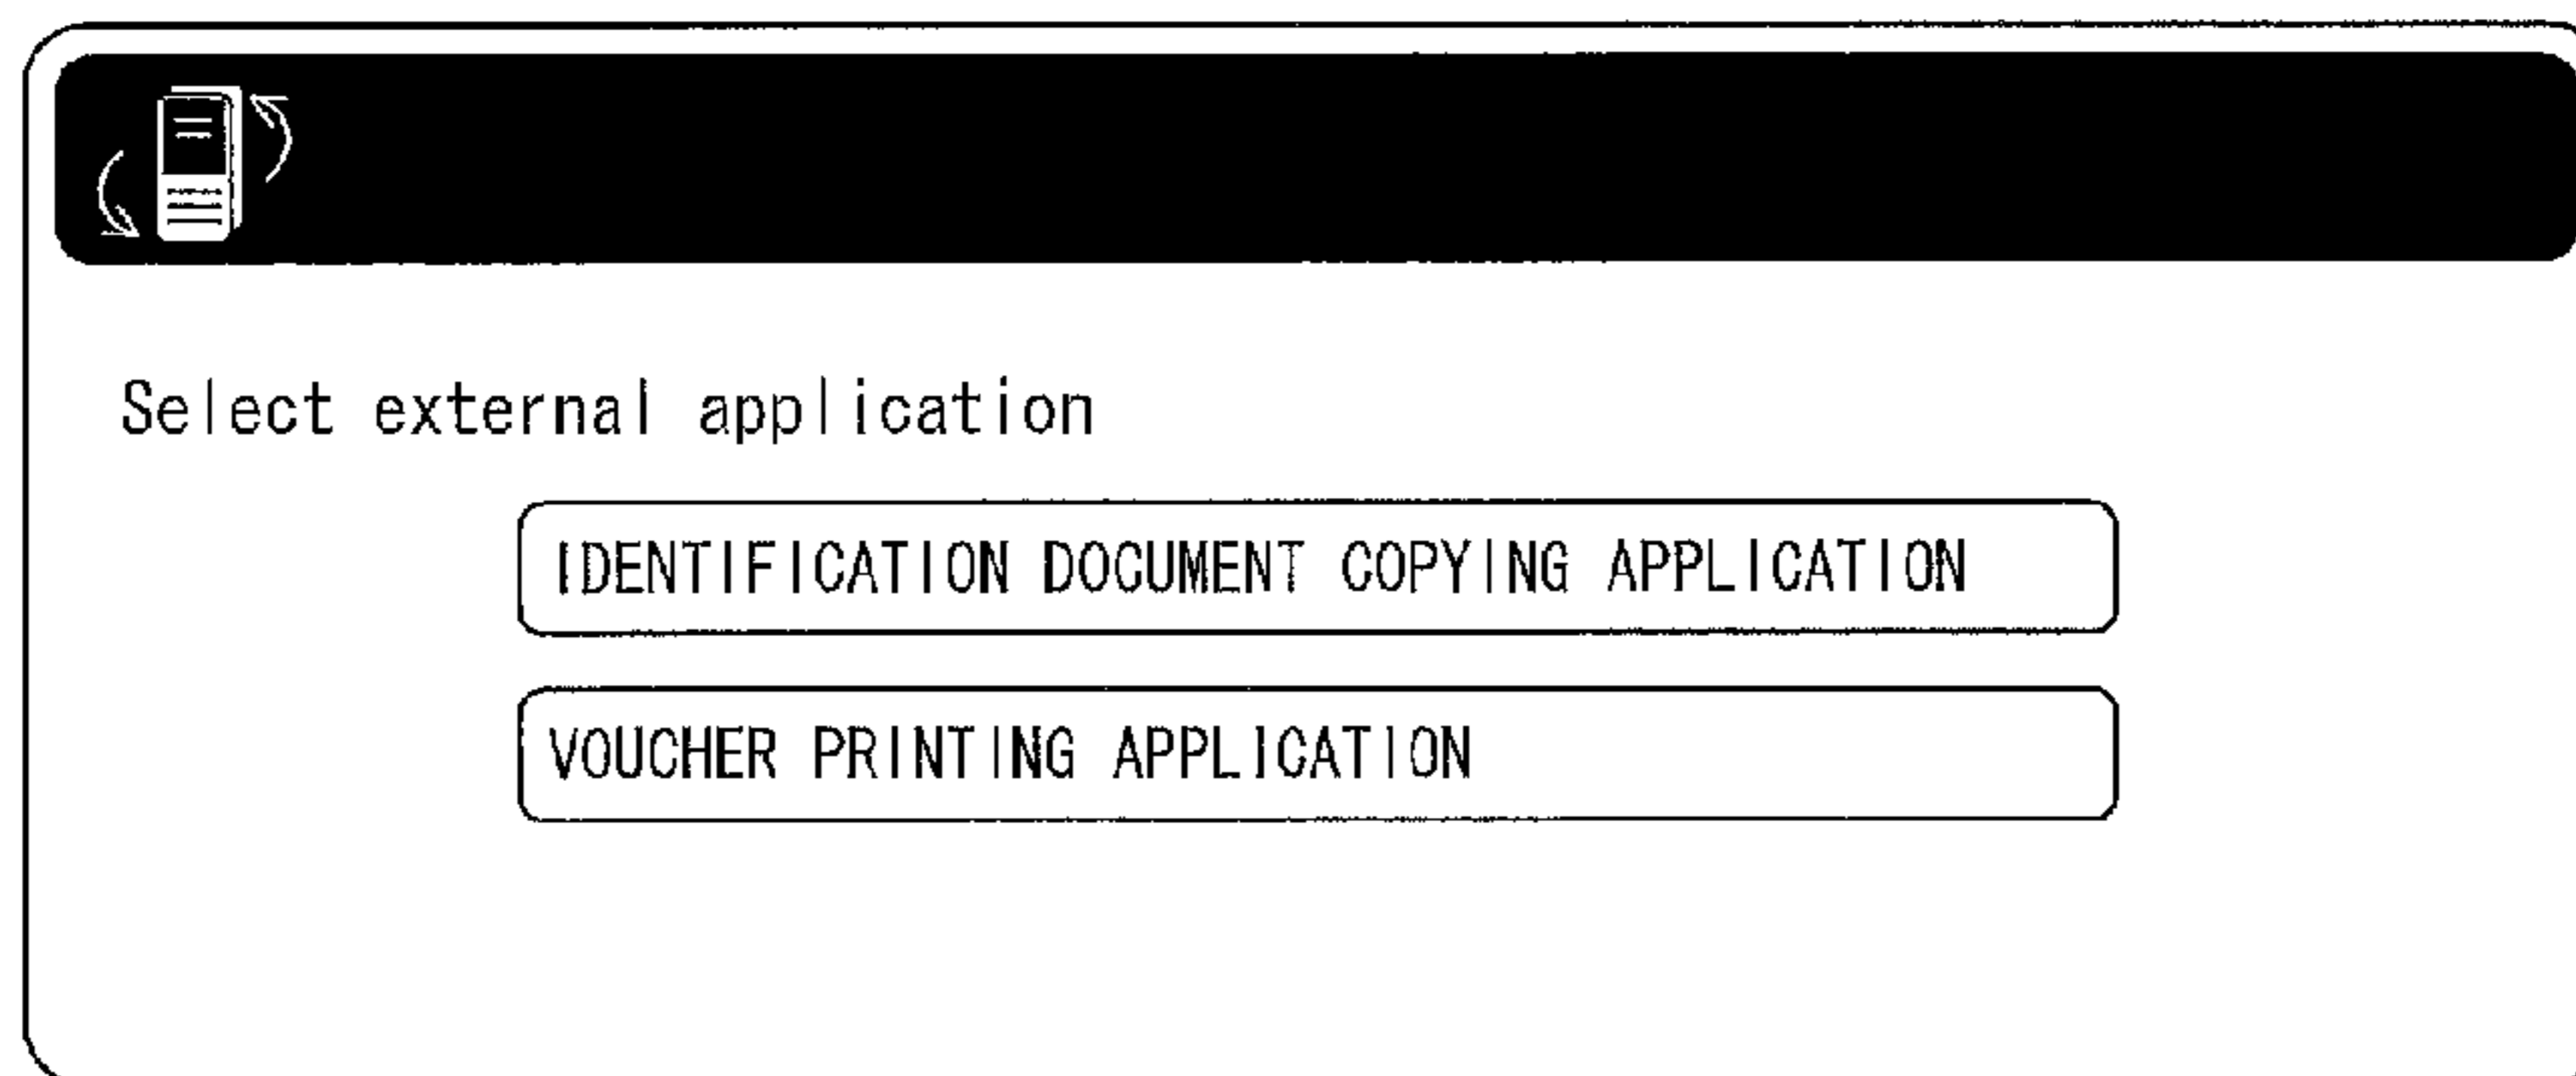 Select external application
IDENTIFICATION DOCUMENT COPYING APPLICATION
VOUCHER PRINTING APPLICATION